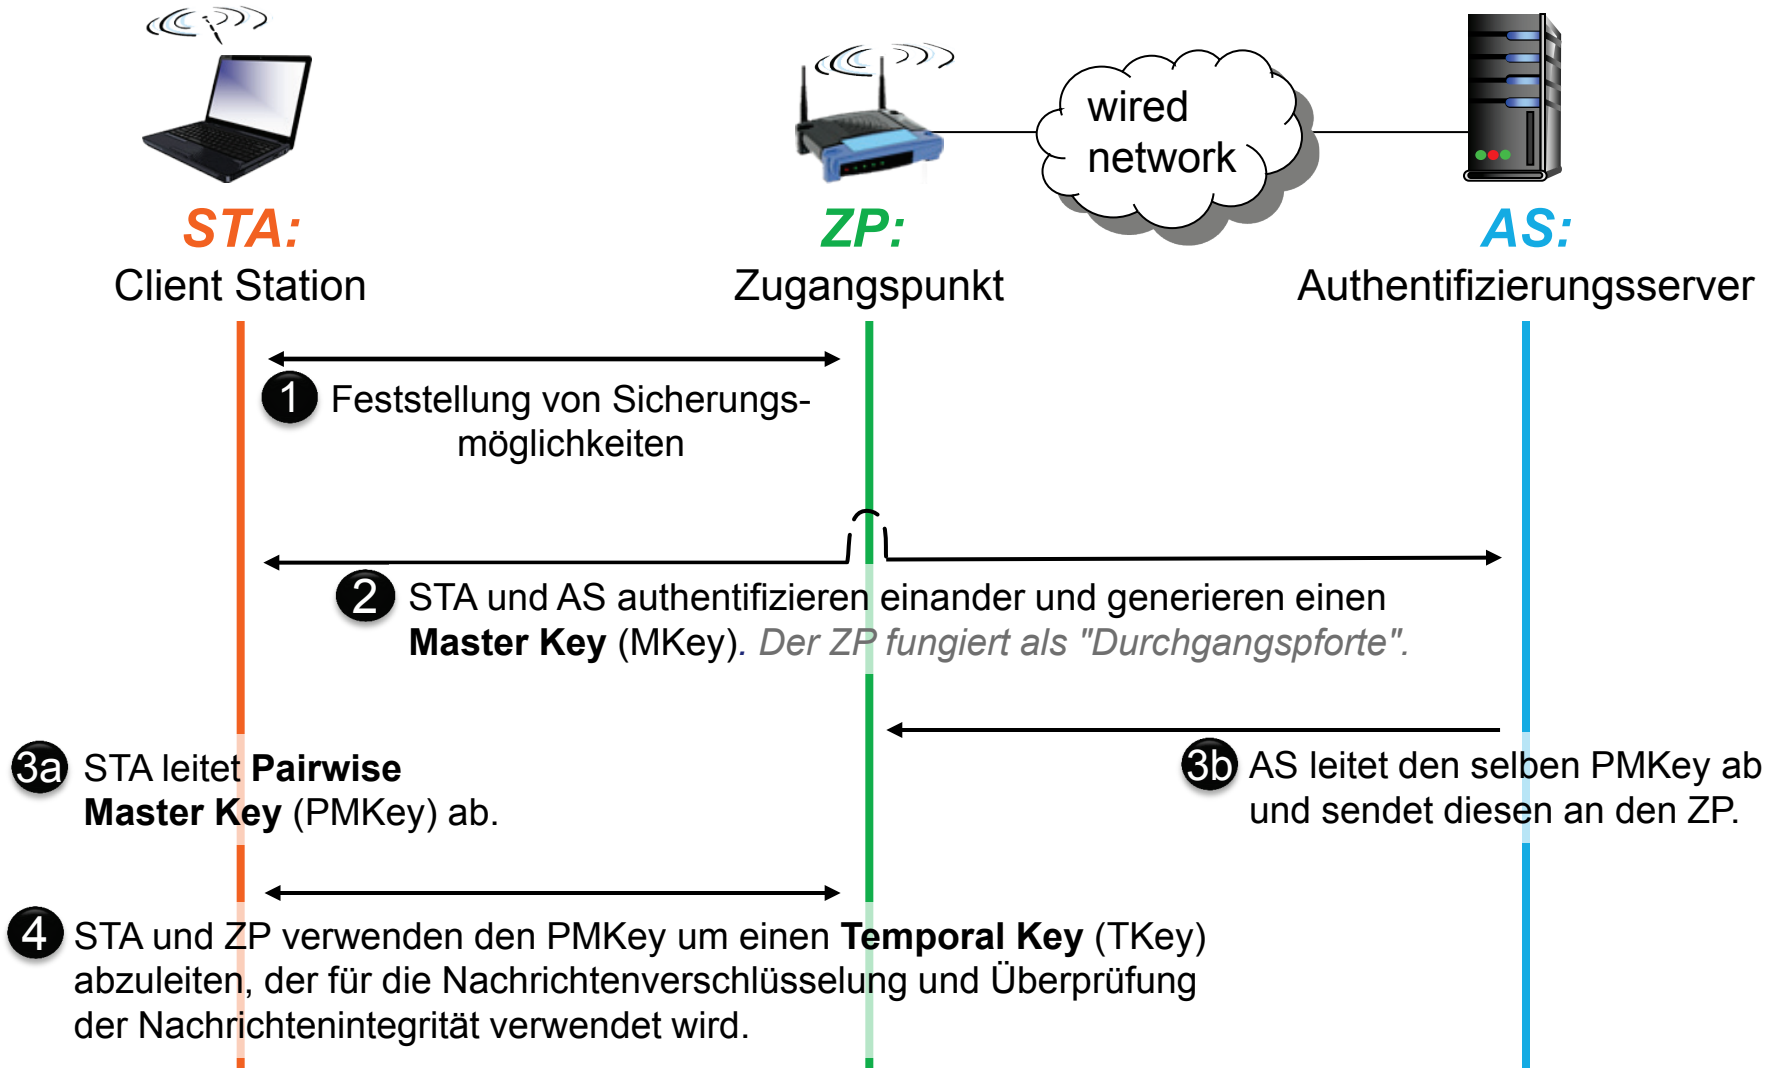 wired
network
STA:
Client Station
ZP:
Zugangspunkt
AS:
Authentifizierungsserver
1 Feststellung von Sicherungs-
möglichkeiten
2 STA und AS authentifizieren einander und generieren einen
Master Key (MKey). Der ZP fungiert als "Durchgangspforte".
3a STA leitet Pairwise
Master Key (PMKey) ab.
3b AS leitet den selben PMKey ab
und sendet diesen an den ZP.
4 STA und ZP verwenden den PMKey um einen Temporal Key (TKey)
abzuleiten, der für die Nachrichtenverschlüsselung und Überprüfung
der Nachrichtenintegrität verwendet wird.